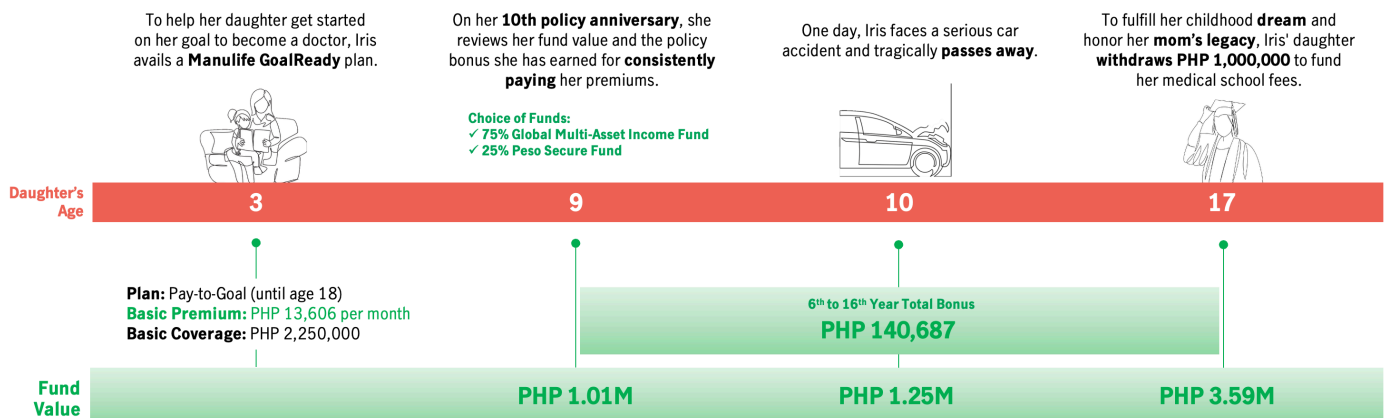 To help her daughter get started
on her goal to become a doctor, Iris
avails a Manulife GoalReady plan.
On her 10th policy anniversary, she
reviews her fund value and the policy
bonus she has earned for consistently
paying her premiums.
Choice of Funds:
✓ 75% Global Multi-Asset Income Fund
✓ 25% Peso Secure Fund
One day, Iris faces a serious car
accident and tragically passes away.
To fulfill her childhood dream and
honor her mom's legacy, Iris' daughter
withdraws PHP 1,000,000 to fund
her medical school fees.
Daughter's
Age
3
9
10
17
Plan: Pay-to-Goal (until age 18)
Basic Premium: PHP 13,606 per month
Basic Coverage: PHP 2,250,000
6th to 16th Year Total Bonus
PHP 140,687
Fund
Value
PHP 1.01M
PHP 1.25M
PHP 3.59M